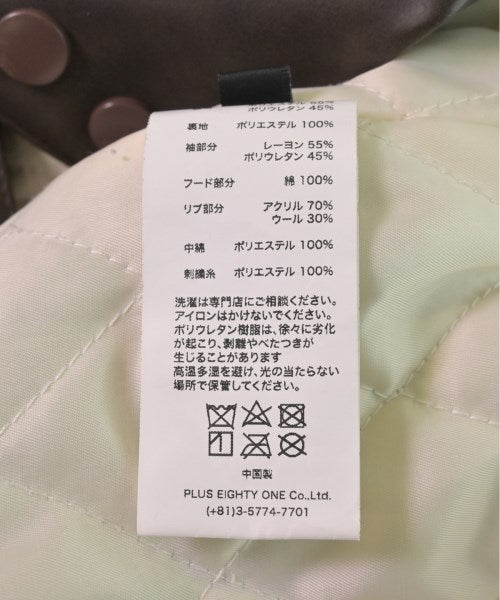 ポリウレタン 45%
裏地 ポリエステル 100%
袖部分 レーヨン 55%
ポリウレタン 45%
フード部分 綿 100%
リブ部分 アクリル 70%
ウール 30%
中綿 ポリエステル 100%
刺繍糸 ポリエステル 100%
洗濯は専門店にご相談ください。
アイロンはかけないでください。
ポリウレタン樹脂は、徐々に劣化
が起こり、剥離やべたつきが
生じることがあります
高温多湿を避け、光の当たらない
場所で保管してください。
中国製
PLUS EIGHTY ONE Co.,Ltd.
(+81)3-5774-7701